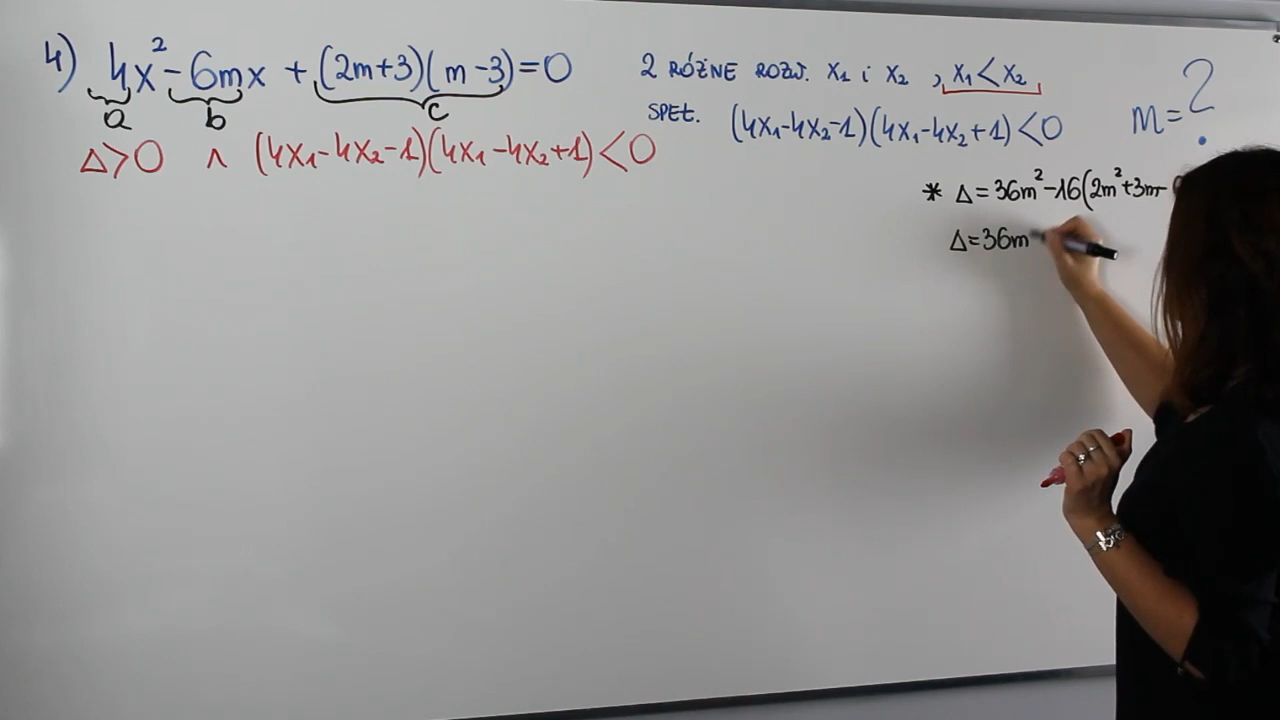 4) 4x² - 6mx + (2m+3)(m-3) = 0
a b c
Δ>0 ∧ (4x₁-4x₂-1)(4x₁-4x₂+1)<0
2 RÓŻNE ROZW. x₁ i x₂ , x₁<x₂
SPEŁ. (4x₁-4x₂-1)(4x₁-4x₂+1)<0
m=?
* Δ=36m²-16(2m²+3m-
Δ=36m